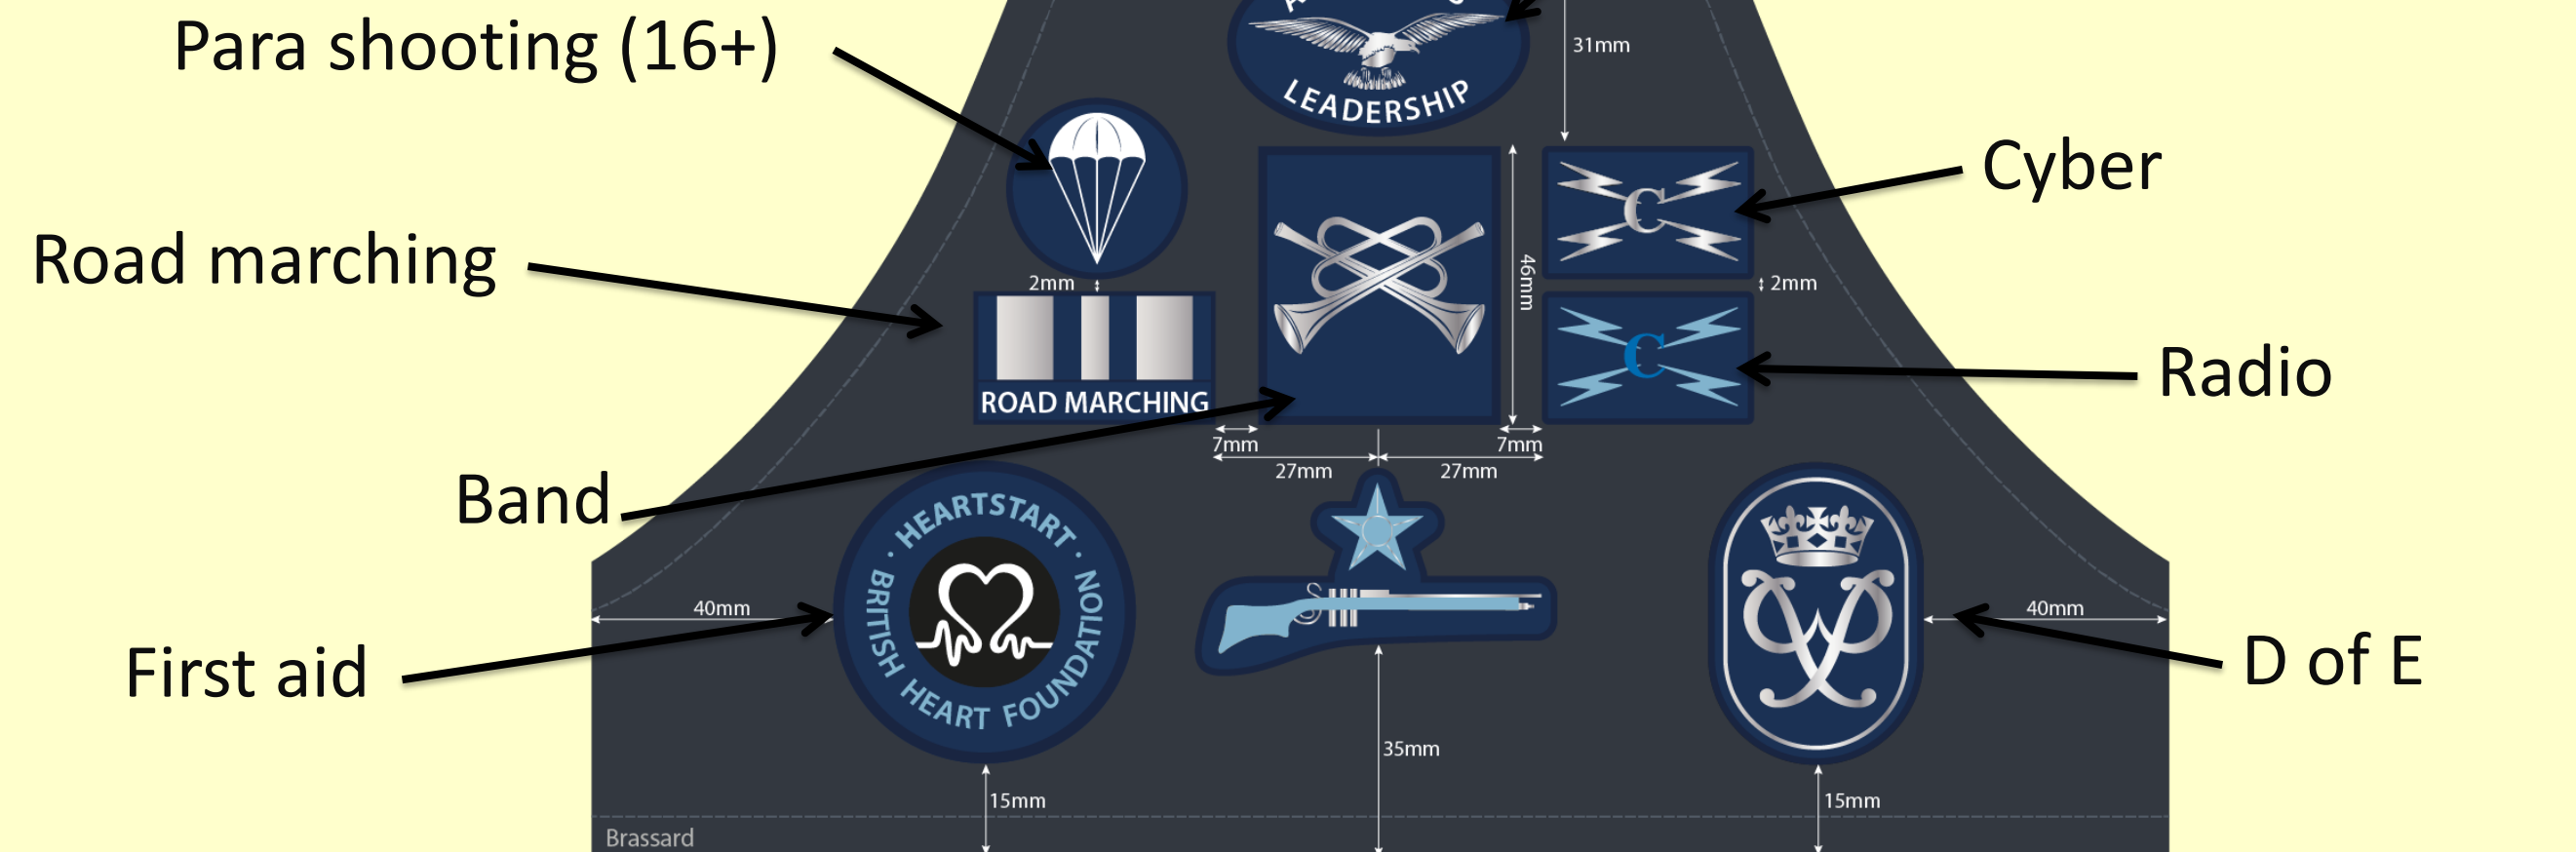 Para shooting (16+)
31mm
LEADERSHIP
Cyber
C
Road marching
2mm
46mm
2mm
C
Radio
ROAD MARCHING
7mm
7mm
27mm
27mm
Band
· HEARTSTART ·
BRITISH HEART FOUNDATION
40mm
40mm
First aid
D of E
35mm
15mm
15mm
Brassard